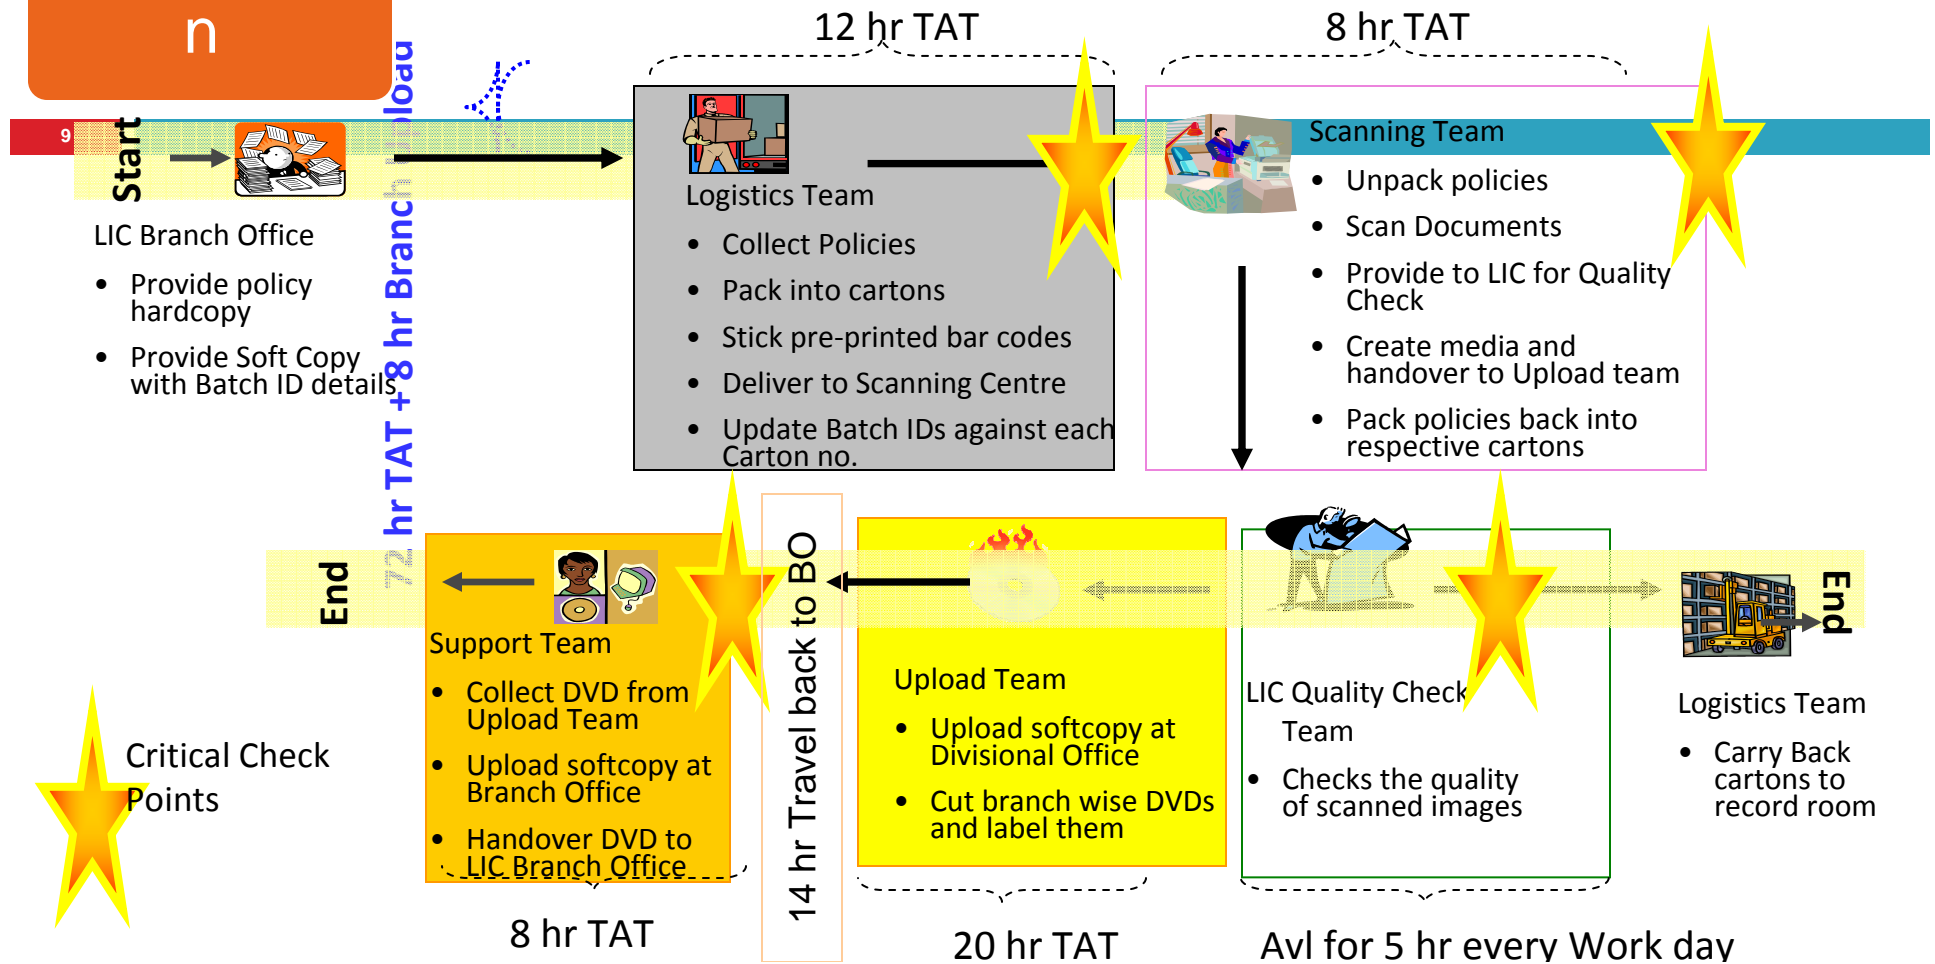 n
12 hr TAT
8 hr TAT
9
Start
72 hr TAT + 8 hr Branch Upload
LIC Branch Office
• Provide policy
hardcopy
• Provide Soft Copy
with Batch ID details
Logistics Team
• Collect Policies
• Pack into cartons
• Stick pre-printed bar codes
• Deliver to Scanning Centre
• Update Batch IDs against each
Carton no.
Scanning Team
• Unpack policies
• Scan Documents
• Provide to LIC for Quality
Check
• Create media and
handover to Upload team
• Pack policies back into
respective cartons
End
Support Team
• Collect DVD from
Upload Team
• Upload softcopy at
Branch Office
• Handover DVD to
LIC Branch Office
8 hr TAT
14 hr Travel back to BO
Upload Team
• Upload softcopy at
Divisional Office
• Cut branch wise DVDs
and label them
20 hr TAT
LIC Quality Check
Team
• Checks the quality
of scanned images
Avl for 5 hr every Work day
End
Logistics Team
• Carry Back
cartons to
record room
Critical Check
Points